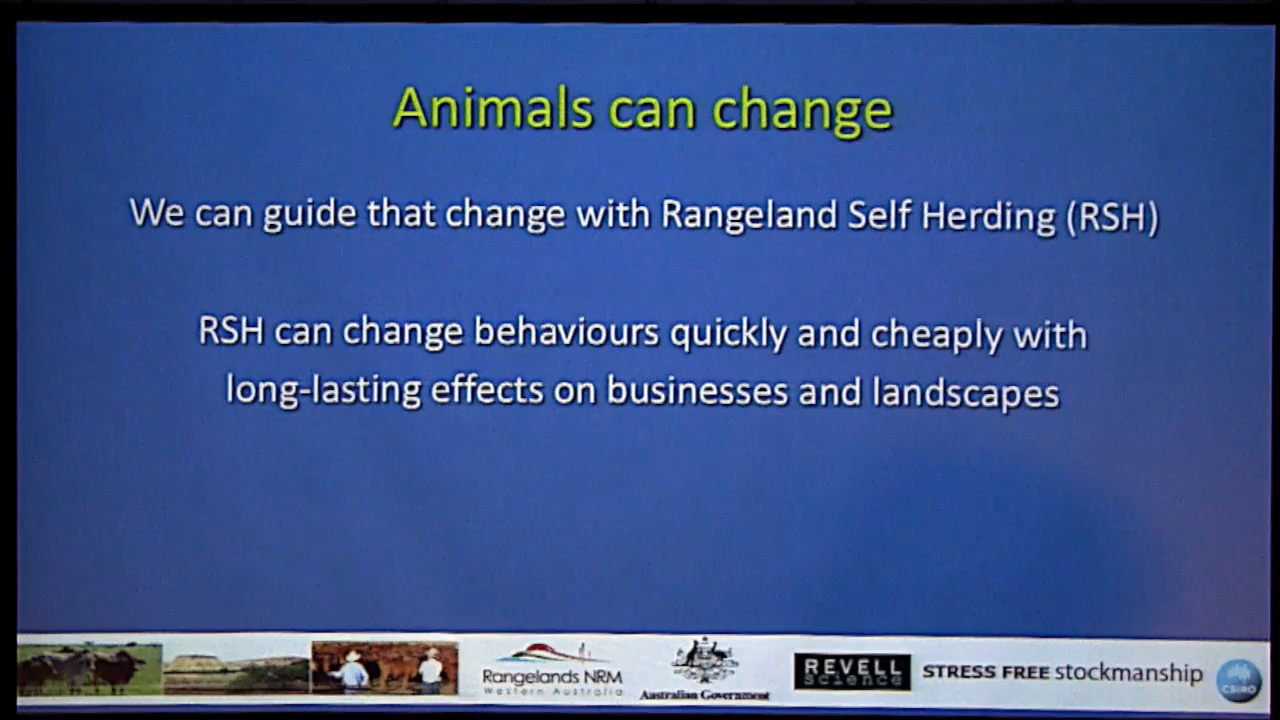 Animals can change
We can guide that change with Rangeland Self Herding (RSH)
RSH can change behaviours quickly and cheaply with
long-lasting effects on businesses and landscapes
Rangelands NRM
Western Australia
Australian Government
REVELL
Science
STRESS FREE stockmanship
CSIRO